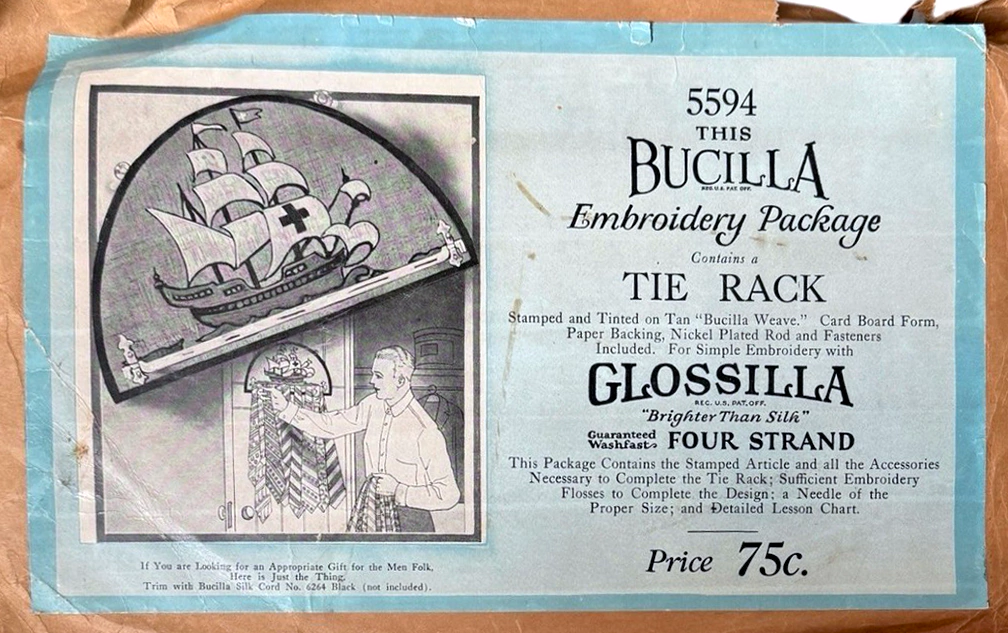 5594
THIS
BUCILLA
REG. U.S. PAT. OFF.
Embroidery Package
Contains a
TIE RACK
Stamped and Tinted on Tan “Bucilla Weave.” Card Board Form,
Paper Backing, Nickel Plated Rod and Fasteners
Included. For Simple Embroidery with
GLOSSILLA
REG. U.S. PAT. OFF.
"Brighter Than Silk"
Guaranteed
Washfast
FOUR STRAND
This Package Contains the Stamped Article and all the Accessories
Necessary to Complete the Tie Rack; Sufficient Embroidery
Flosses to Complete the Design; a Needle of the
Proper Size; and Detailed Lesson Chart.
Price 75c.
If You are Looking for an Appropriate Gift for the Men Folk,
Here is Just the Thing.
Trim with Bucilla Silk Cord No. 6264 Black (not included).